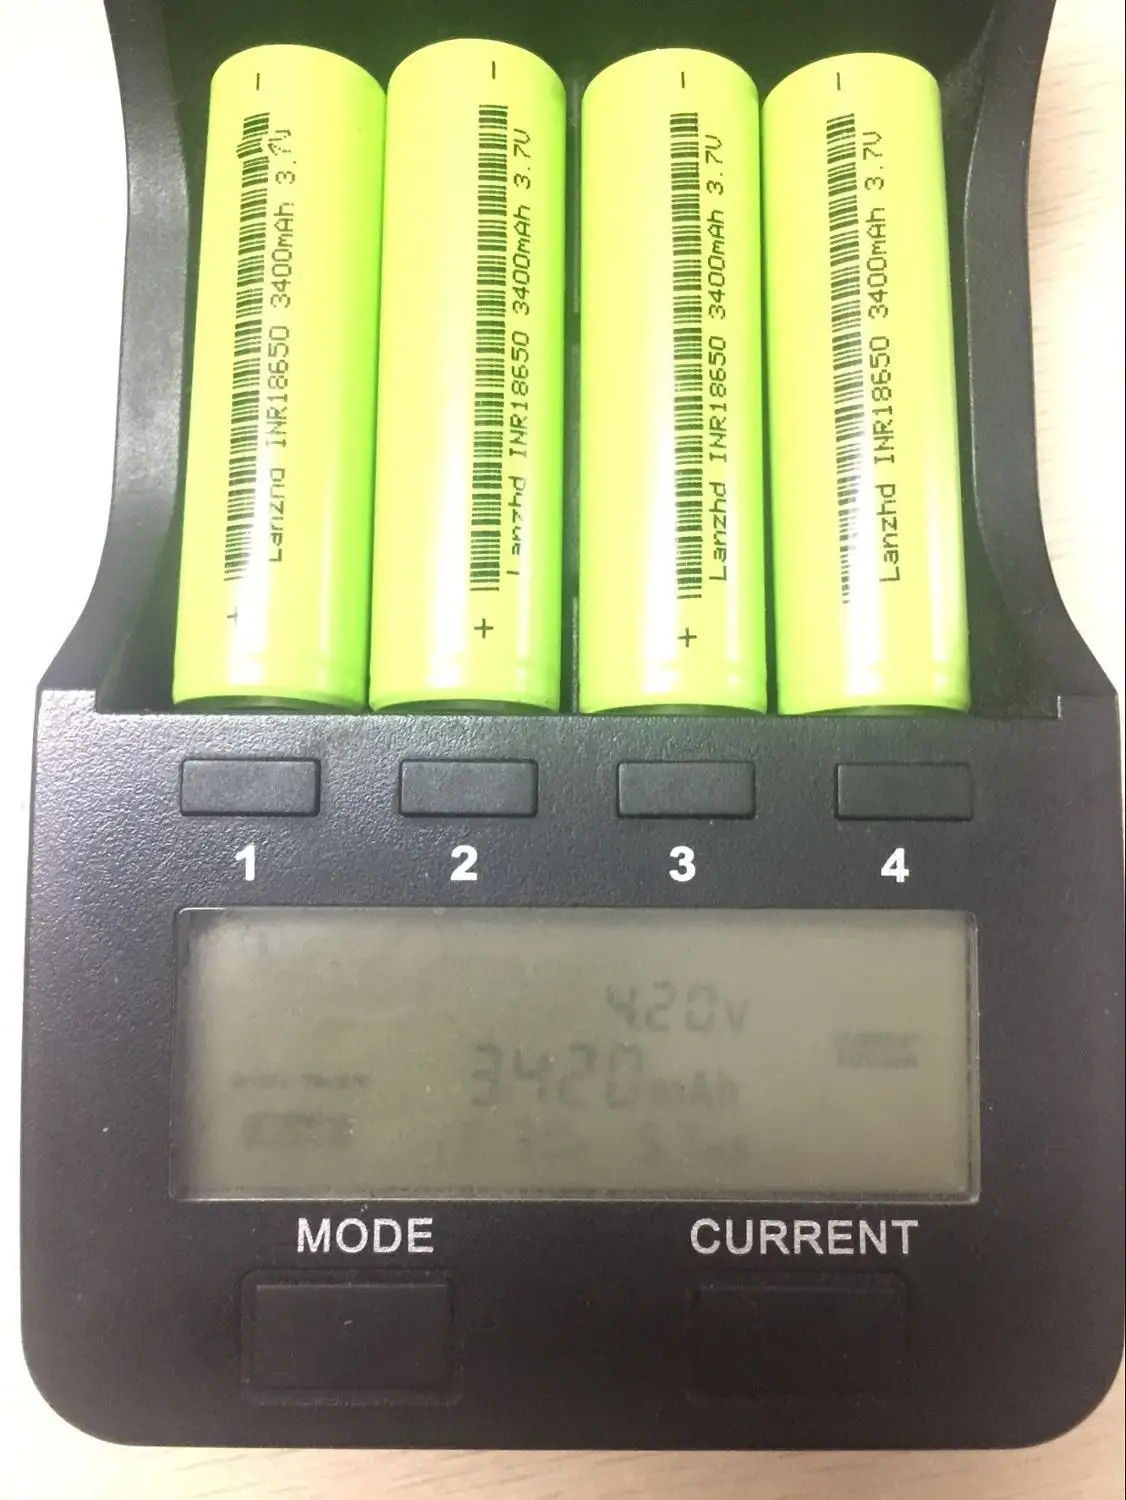 Lanzhd INR18650 3400mAh 3.7V
Lanzhd INR18650 3400mAh 3.7V
Lanzhd INR18650 3400mAh 3.7V
Lanzhd INR18650 3400mAh 3.7V
1 2 3 4
4.20V
3420mAh
MODE CURRENT